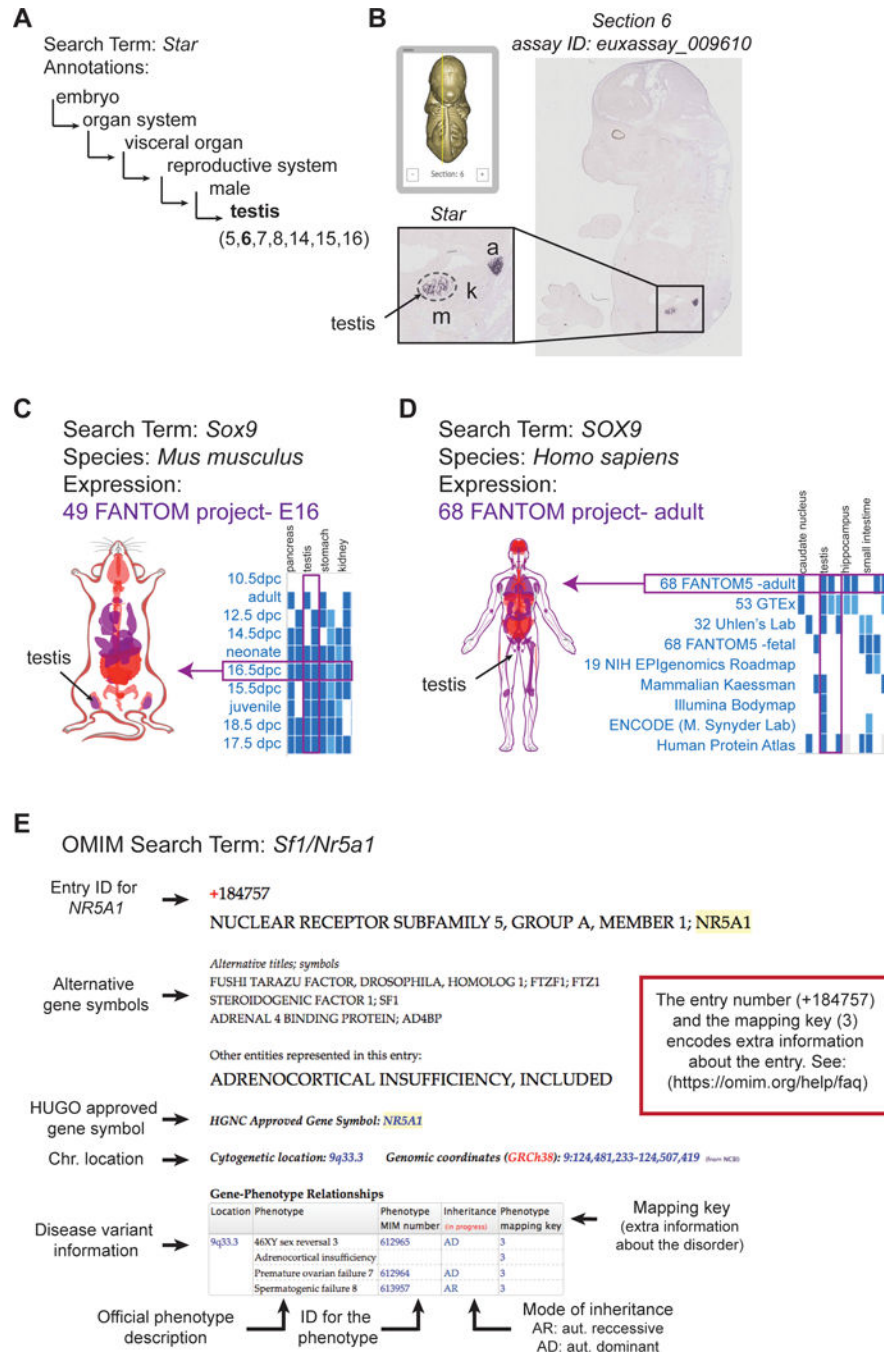 A
Search Term: Star
Annotations:
embryo
organ system
visceral organ
reproductive system
male
testis
(5,6,7,8,14,15,16)
B
Section 6
assay ID: euxassay_009610
- Section: 6 +
Star
a
k
m
testis
C
Search Term: Sox9
Species: Mus musculus
Expression:
49 FANTOM project- E16
pancreas
testis
stomach
kidney
10.5dpc
adult
12.5 dpc
14.5dpc
neonate
16.5dpc
15.5dpc
juvenile
18.5 dpc
17.5 dpc
testis
D
Search Term: SOX9
Species: Homo sapiens
Expression:
68 FANTOM project- adult
caudate nucleus
testis
hippocampus
small intestime
68 FANTOM5 -adult
53 GTEx
32 Uhlen's Lab
68 FANTOM5 -fetal
19 NIH EPIgenomics Roadmap
Mammalian Kaessman
Illumina Bodymap
ENCODE (M. Synyder Lab)
Human Protein Atlas
testis
E
OMIM Search Term: Sf1/Nr5a1
Entry ID for
NR5A1
+184757
NUCLEAR RECEPTOR SUBFAMILY 5, GROUP A, MEMBER 1; NR5A1
Alternative
gene symbols
Alternative titles; symbols
FUSHI TARAZU FACTOR, DROSOPHILA, HOMOLOG 1; FTZF1; FTZ1
STEROIDOGENIC FACTOR 1; SF1
ADRENAL 4 BINDING PROTEIN; AD4BP
Other entities represented in this entry:
ADRENOCORTICAL INSUFFICIENCY, INCLUDED
The entry number (+184757)
and the mapping key (3)
encodes extra information
about the entry. See:
(https://omim.org/help/faq)
HUGO approved
gene symbol
HGNC Approved Gene Symbol: NR5A1
Chr. location
Cytogenetic location: 9q33.3 Genomic coordinates (GRCh38): 9:124,481,233-124,507,419 (from NCBI)
Disease variant
information
Gene-Phenotype Relationships
Location Phenotype Phenotype MIM number Inheritance (in progress) Phenotype mapping key
9q33.3 46XY sex reversal 3 612965 AD 3
Adrenocortical insufficiency 3
Premature ovarian failure 7 612964 AD 3
Spermatogenic failure 8 613957 AR 3
Mapping key
(extra information
about the disorder)
Official phenotype
description
ID for the
phenotype
Mode of inheritance
AR: aut. reccessive
AD: aut. dominant